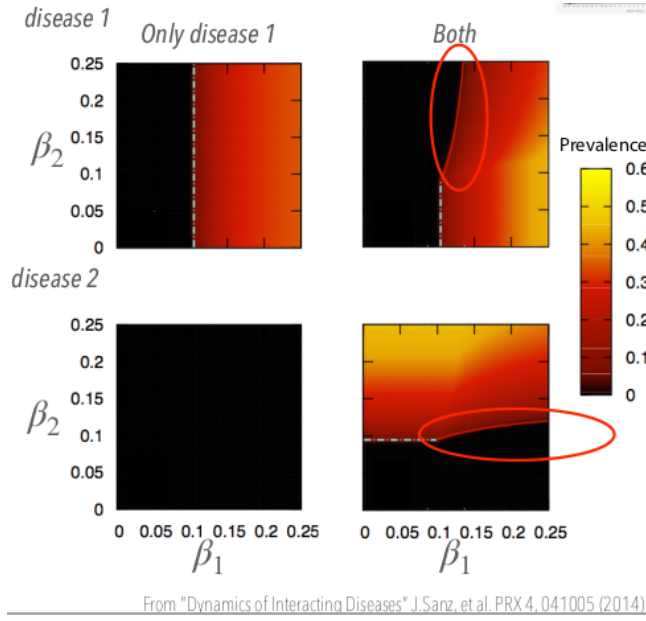 disease 1
Only disease 1
Both
0.25
0.2
0.15
0.1
0.05
0
β2
Prevalence
0.6
0.5
0.4
0.3
0.2
0.1
0
disease 2
0.25
0.2
0.15
0.1
0.05
0
β2
0 0.05 0.1 0.15 0.2 0.25
0 0.05 0.1 0.15 0.2 0.25
β1
β1
From "Dynamics of Interacting Diseases" J.Sanz, et al. PRX 4, 041005 (2014)